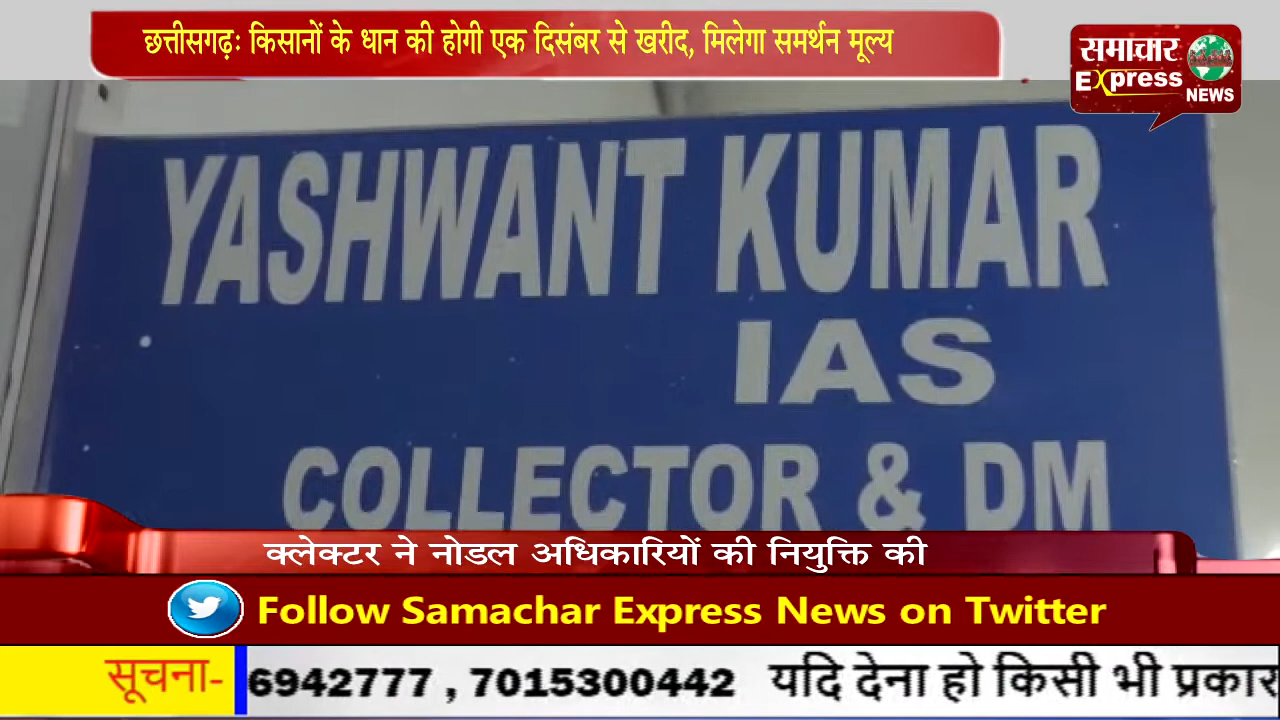 छत्तीसगढ़ः किसानों के धान की होगी एक दिसंबर से खरीद, मिलेगा समर्थन मूल्य
समाचार
Express
NEWS
YASHWANT KUMAR
IAS
COLLECTOR & DM
क्लेक्टर ने नोडल अधिकारियों की नियुक्ति की
Follow Samachar Express News on Twitter
सूचना- 6942777 , 7015300442 यदि देना हो किसी भी प्रकार